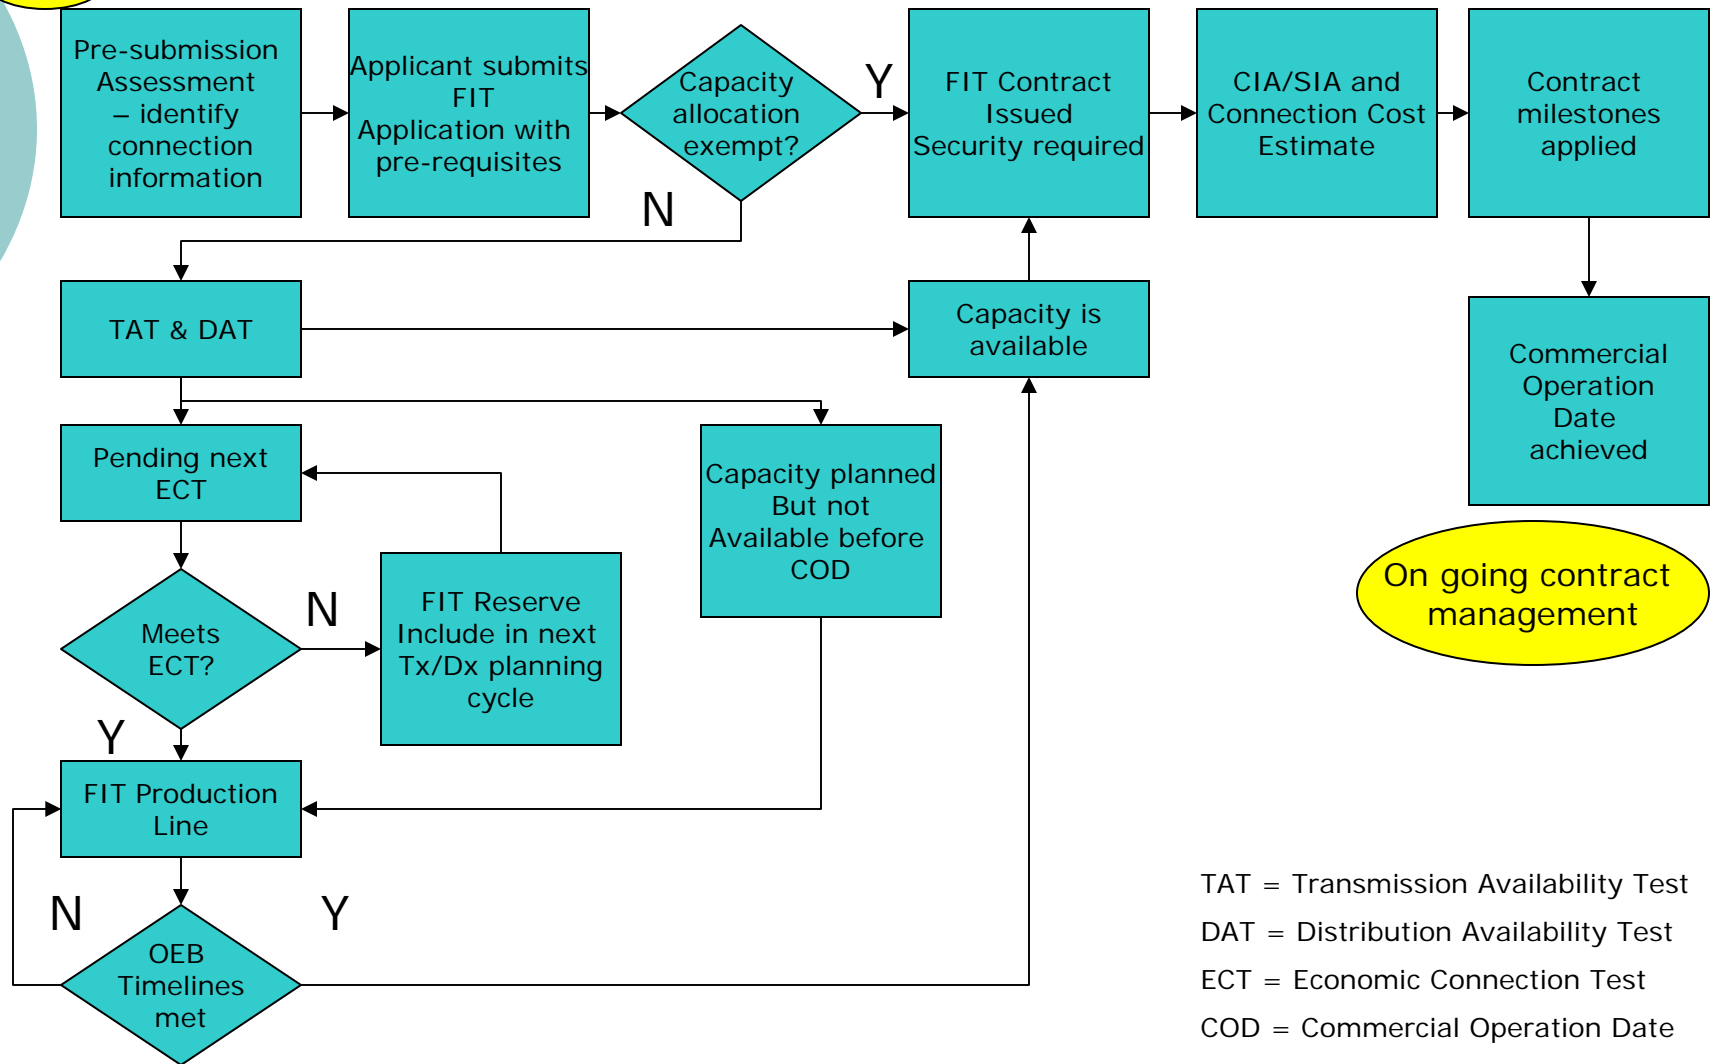 Pre-submission
Assessment
– identify
connection
information
Applicant submits
FIT
Application with
pre-requisites
Capacity
allocation
exempt?
Y
FIT Contract
Issued
Security required
CIA/SIA and
Connection Cost
Estimate
Contract
milestones
applied
N
TAT & DAT
Capacity is
available
Commercial
Operation
Date
achieved
Pending next
ECT
Capacity planned
But not
Available before
COD
On going contract
management
Meets
ECT?
N
FIT Reserve
Include in next
Tx/Dx planning
cycle
Y
FIT Production
Line
N
Y
OEB
Timelines
met
TAT = Transmission Availability Test
DAT = Distribution Availability Test
ECT = Economic Connection Test
COD = Commercial Operation Date